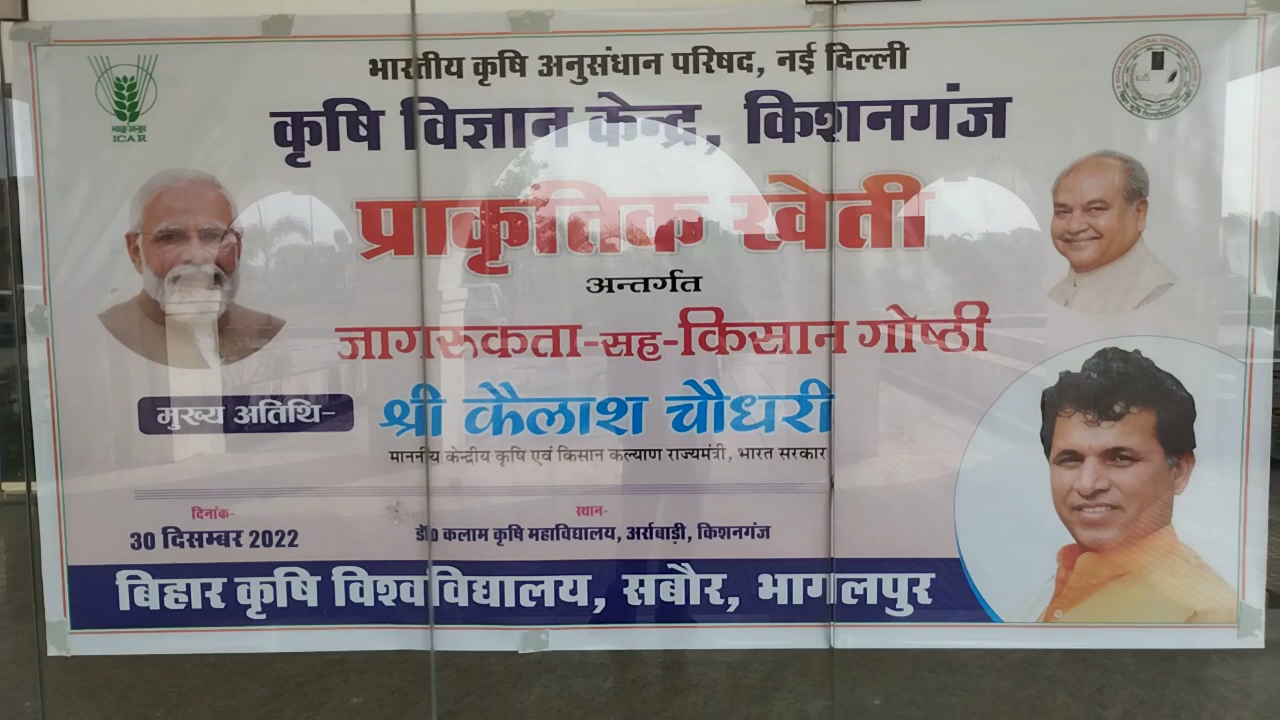 भारतीय कृषि अनुसंधान परिषद, नई दिल्ली
कृषि विज्ञान केन्द्र, किशनगंज
ICAR
प्राकृतिक खेती
अन्तर्गत
जागरुकता-सह-किसान गोष्ठी
मुख्य अतिथि- श्री कैलाश चौधरी
माननीय केन्द्रीय कृषि एवं किसान कल्याण राज्यमंत्री, भारत सरकार
दिनांक-
30 दिसम्बर 2022
स्थान-
डॉ0 कलाम कृषि महाविद्यालय, अर्राबाड़ी, किशनगंज
बिहार कृषि विश्वविद्यालय, सबौर, भागलपुर